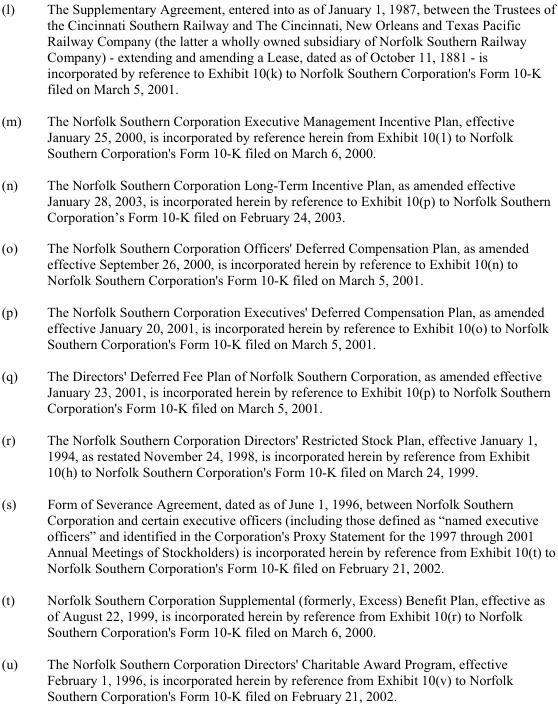 (l) The Supplementary Agreement, entered into as of January 1, 1987, between the Trustees of
the Cincinnati Southern Railway and The Cincinnati, New Orleans and Texas Pacific
Railway Company (the latter a wholly owned subsidiary of Norfolk Southern Railway
Company) - extending and amending a Lease, dated as of October 11, 1881 - is
incorporated by reference to Exhibit 10(k) to Norfolk Southern Corporation's Form 10-K
filed on March 5, 2001.
(m) The Norfolk Southern Corporation Executive Management Incentive Plan, effective
January 25, 2000, is incorporated by reference herein from Exhibit 10(1) to Norfolk
Southern Corporation's Form 10-K filed on March 6, 2000.
(n) The Norfolk Southern Corporation Long-Term Incentive Plan, as amended effective
January 28, 2003, is incorporated herein by reference to Exhibit 10(p) to Norfolk Southern
Corporation’s Form 10-K filed on February 24, 2003.
(o) The Norfolk Southern Corporation Officers' Deferred Compensation Plan, as amended
effective September 26, 2000, is incorporated herein by reference to Exhibit 10(n) to
Norfolk Southern Corporation's Form 10-K filed on March 5, 2001.
(p) The Norfolk Southern Corporation Executives' Deferred Compensation Plan, as amended
effective January 20, 2001, is incorporated herein by reference to Exhibit 10(o) to Norfolk
Southern Corporation's Form 10-K filed on March 5, 2001.
(q) The Directors' Deferred Fee Plan of Norfolk Southern Corporation, as amended effective
January 23, 2001, is incorporated herein by reference to Exhibit 10(p) to Norfolk Southern
Corporation's Form 10-K filed on March 5, 2001.
(r) The Norfolk Southern Corporation Directors' Restricted Stock Plan, effective January 1,
1994, as restated November 24, 1998, is incorporated herein by reference from Exhibit
10(h) to Norfolk Southern Corporation's Form 10-K filed on March 24, 1999.
(s) Form of Severance Agreement, dated as of June 1, 1996, between Norfolk Southern
Corporation and certain executive officers (including those defined as “named executive
officers” and identified in the Corporation's Proxy Statement for the 1997 through 2001
Annual Meetings of Stockholders) is incorporated herein by reference from Exhibit 10(t) to
Norfolk Southern Corporation's Form 10-K filed on February 21, 2002.
(t) Norfolk Southern Corporation Supplemental (formerly, Excess) Benefit Plan, effective as
of August 22, 1999, is incorporated herein by reference from Exhibit 10(r) to Norfolk
Southern Corporation's Form 10-K filed on March 6, 2000.
(u) The Norfolk Southern Corporation Directors' Charitable Award Program, effective
February 1, 1996, is incorporated herein by reference from Exhibit 10(v) to Norfolk
Southern Corporation's Form 10-K filed on February 21, 2002.